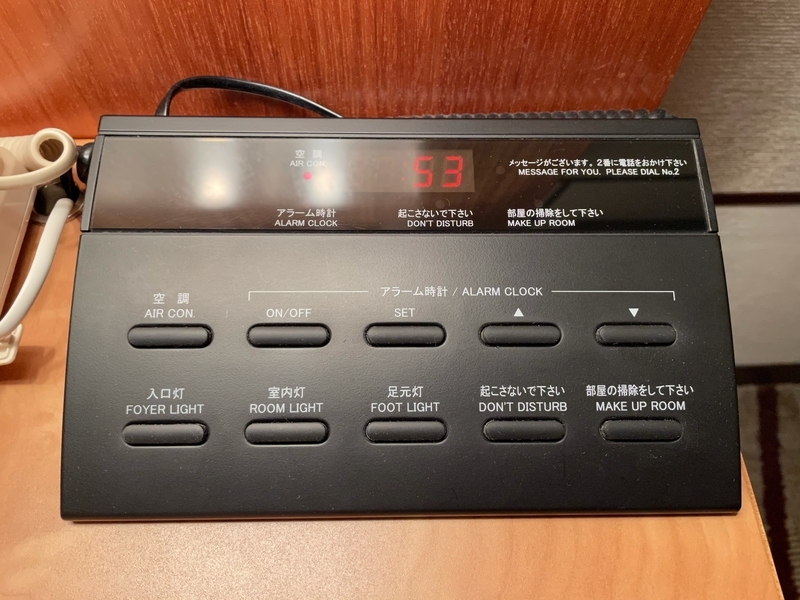 空調
AIR CON.
53
メッセージがございます。2番に電話をおかけ下さい
MESSAGE FOR YOU. PLEASE DIAL No.2
アラーム時計
ALARM CLOCK
起こさないで下さい
DON'T DISTURB
部屋の掃除をして下さい
MAKE UP ROOM
アラーム時計 / ALARM CLOCK
空調
AIR CON.
ON/OFF
SET
▲
▼
入口灯
FOYER LIGHT
室内灯
ROOM LIGHT
足元灯
FOOT LIGHT
起こさないで下さい
DON'T DISTURB
部屋の掃除をして下さい
MAKE UP ROOM